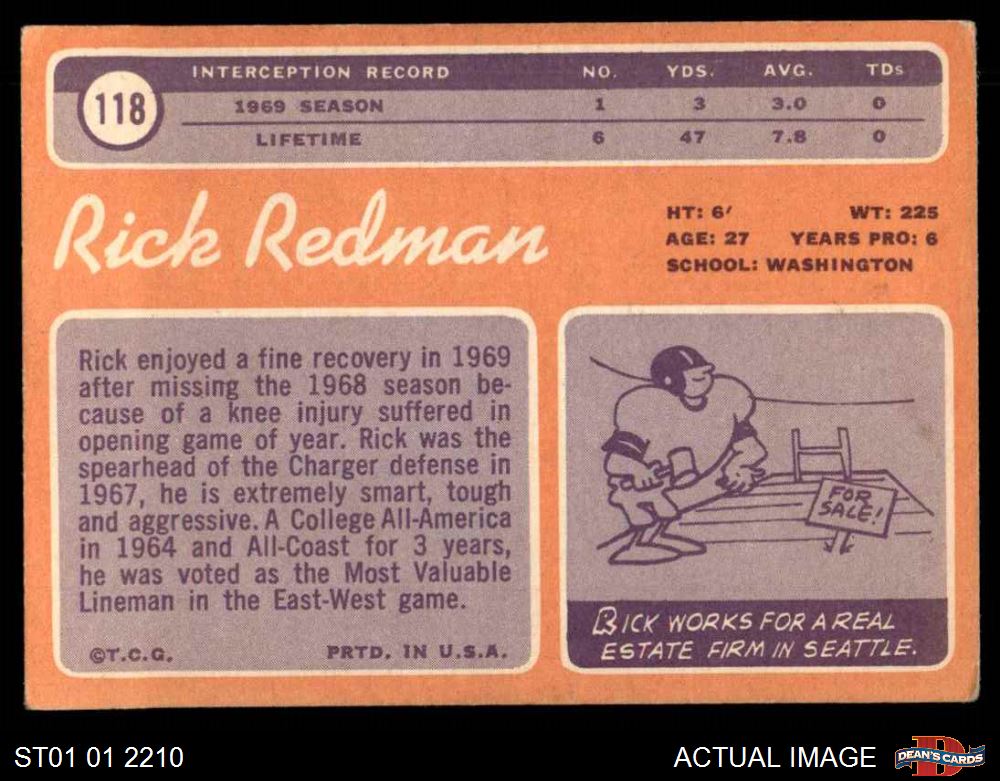 118
INTERCEPTION RECORD NO. YDS. AVG. TDs
1969 SEASON 1 3 3.0 0
LIFETIME 6 47 7.8 0
Rick Redman
HT: 6′ WT: 225
AGE: 27 YEARS PRO: 6
SCHOOL: WASHINGTON
Rick enjoyed a fine recovery in 1969
after missing the 1968 season be-
cause of a knee injury suffered in
opening game of year. Rick was the
spearhead of the Charger defense in
1967, he is extremely smart, tough
and aggressive. A College All-America
in 1964 and All-Coast for 3 years,
he was voted as the Most Valuable
Lineman in the East-West game.
©T.C.G. PRTD. IN U.S.A.
FOR
SALE!
RICK WORKS FOR A REAL
ESTATE FIRM IN SEATTLE.
ST01 01 2210
ACTUAL IMAGE
D
DEAN'S CARDS